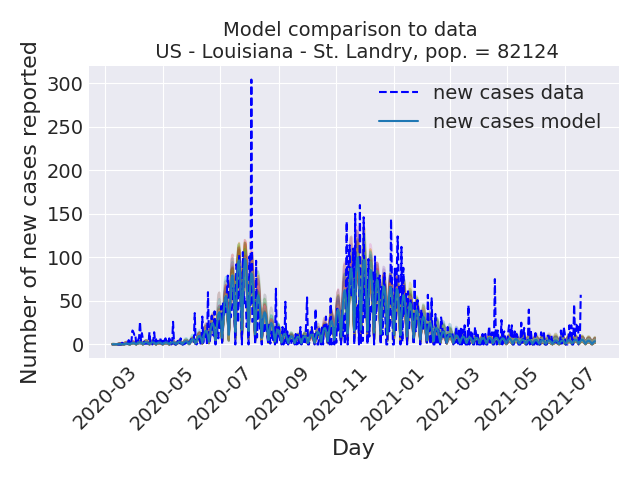 Model comparison to data
US - Louisiana - St. Landry, pop. = 82124
Number of new cases reported
300
250
200
150
100
50
0
new cases data
new cases model
2020-03
2020-05
2020-07
2020-09
2020-11
2021-01
2021-03
2021-05
2021-07
Day